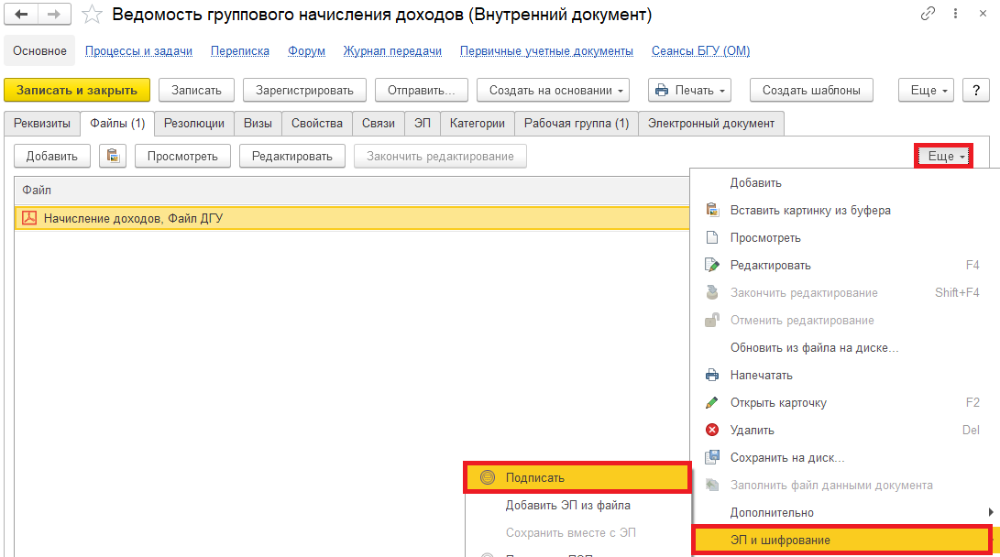 Ведомость группового начисления доходов (Внутренний документ)
Основное Процессы и задачи Переписка Форум Журнал передачи Первичные учетные документы Сеансы БГУ (ОМ)
Записать и закрыть Записать Зарегистрировать Отправить... Создать на основании Печать Создать шаблоны Еще ?
Реквизиты Файлы (1) Резолюции Визы Свойства Связи ЭП Категории Рабочая группа (1) Электронный документ
Добавить Просмотреть Редактировать Закончить редактирование Еще
Файл
Начисление доходов, Файл ДГУ
Добавить
Вставить картинку из буфера
Просмотреть
Редактировать F4
Закончить редактирование Shift+F4
Отменить редактирование
Обновить из файла на диске...
Напечатать
Открыть карточку F2
Удалить Del
Сохранить на диск...
Заполнить файл данными документа
Дополнительно
ЭП и шифрование
Подписать
Добавить ЭП из файла
Сохранить вместе с ЭП